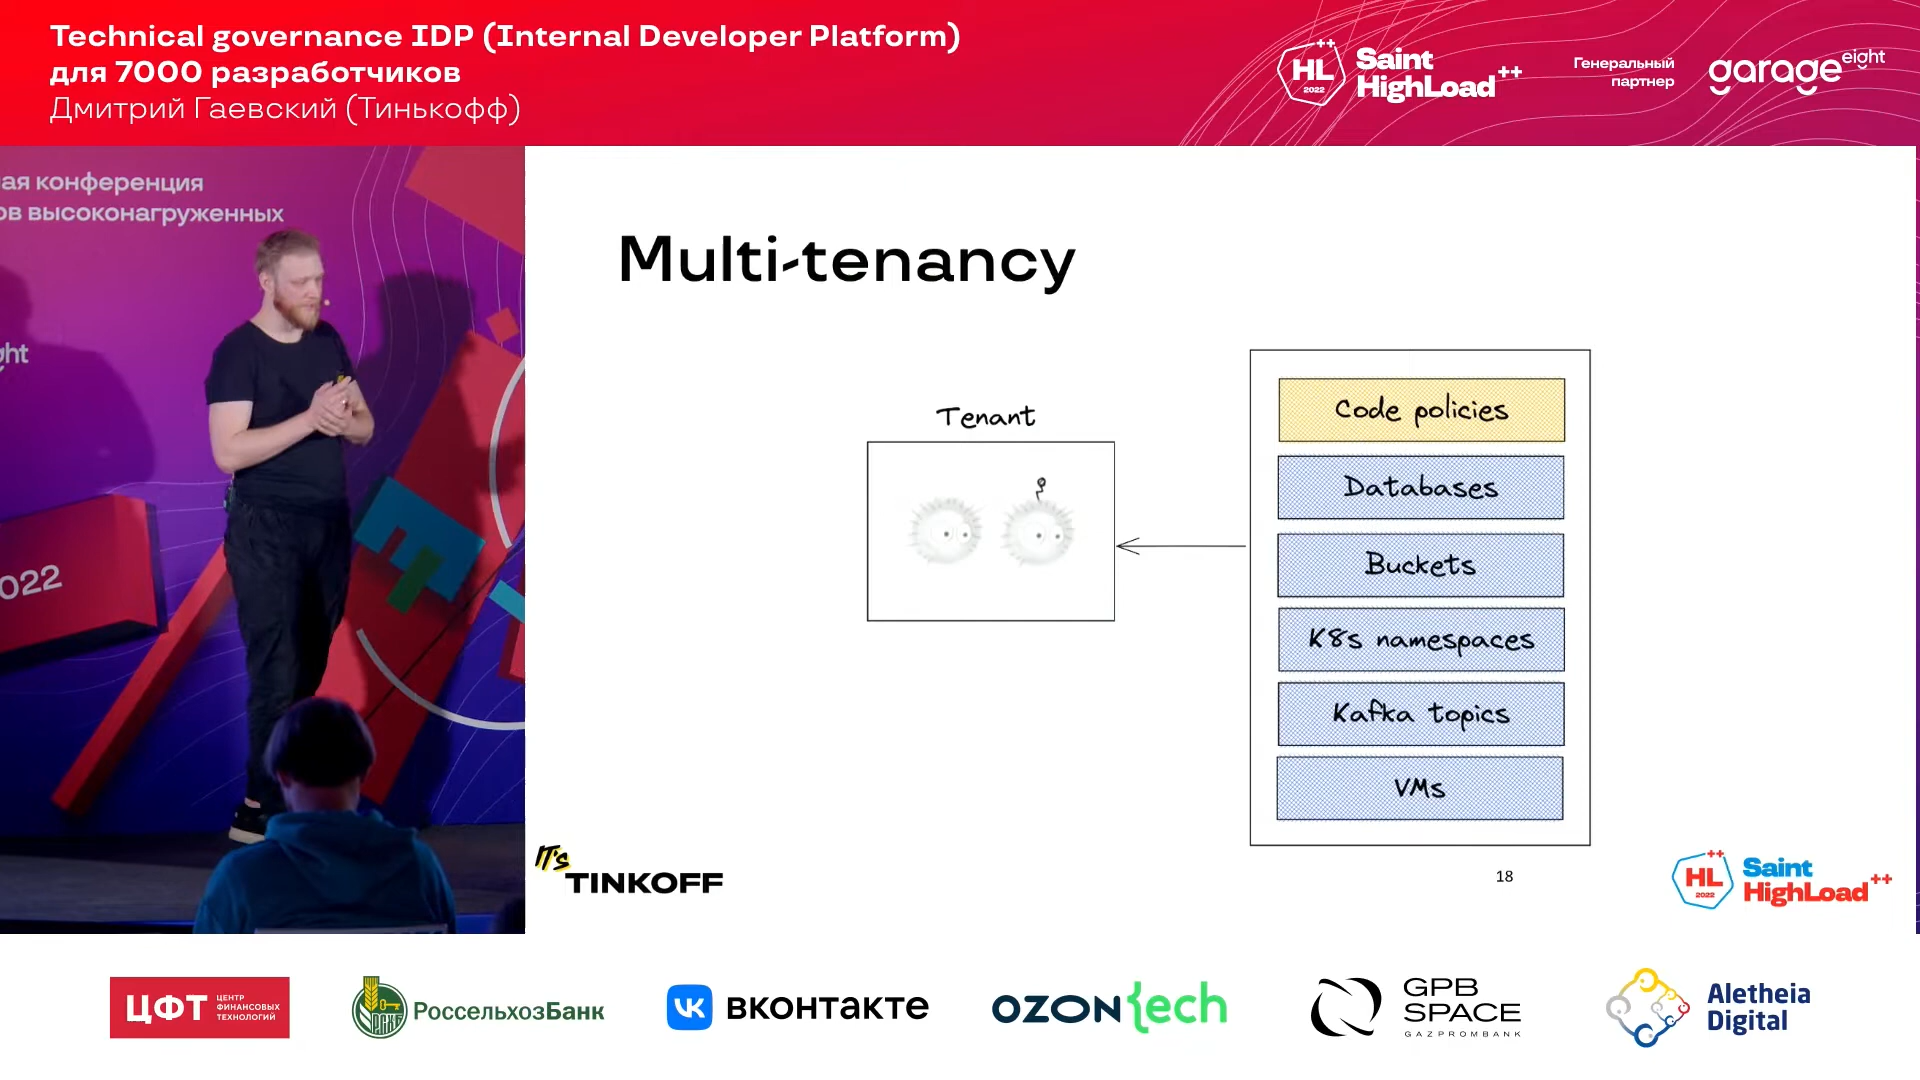 Technical governance IDP (Internal Developer Platform)
для 7000 разработчиков
Дмитрий Гаевский (Тинькофф)
HL
++
2022
Saint
HighLoad++
Генеральный
партнер
garage eight
ая конференция
ов высоконагруженных
ght
2022
Multi-tenancy
Tenant
Code policies
Databases
Buckets
K8s namespaces
Kafka topics
VMs
IT's
TINKOFF
18
HL
++
2022
Saint
HighLoad++
ЦФТ
ЦЕНТР
ФИНАНСОВЫХ
ТЕХНОЛОГИЙ
РСХБ
РоссельхозБанк
VK
вконтакте
OZON{tech
GPB
SPACE
GAZPROMBANK
Aletheia
Digital